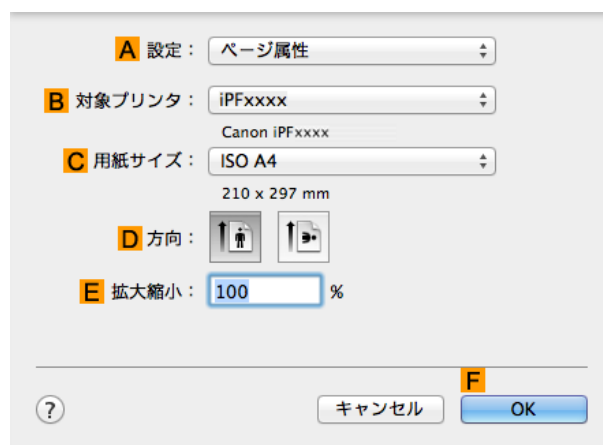 A 設定： ページ属性
B 対象プリンタ： iPFxxxx
Canon iPFxxxx
C 用紙サイズ： ISO A4
210 x 297 mm
D 方向：
E 拡大縮小： 100 %
F
? キャンセル OK